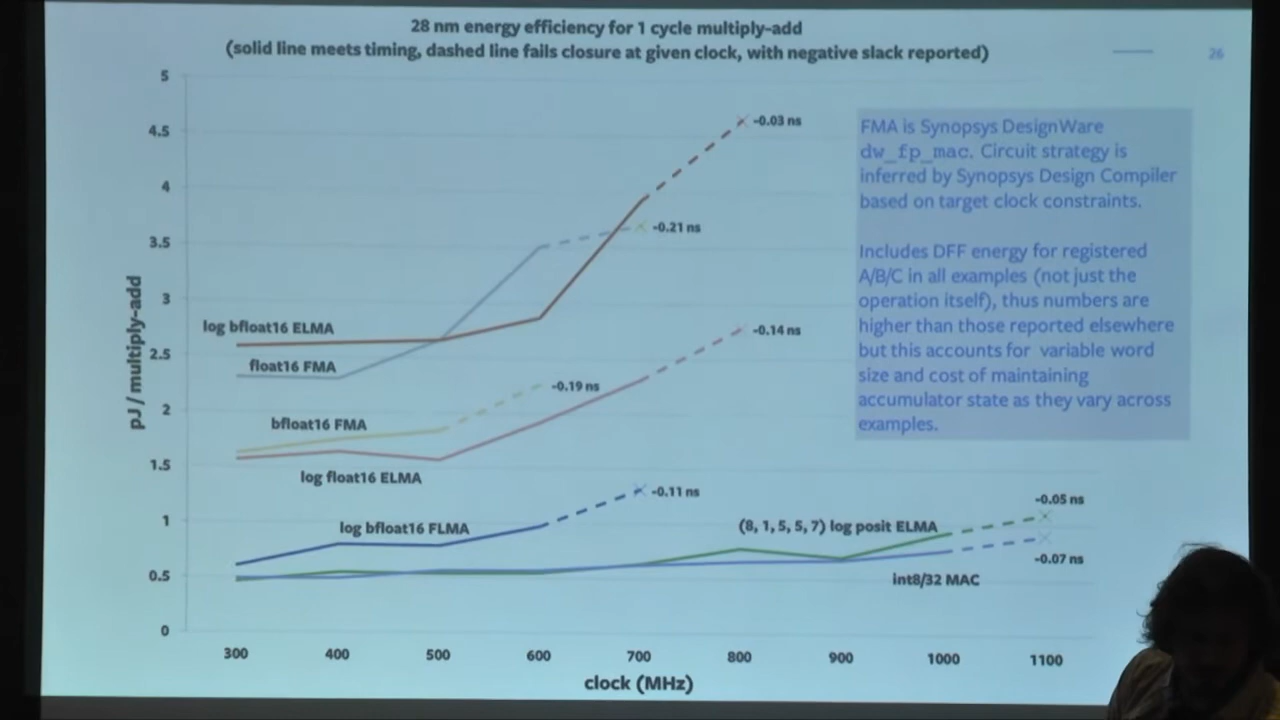 28 nm energy efficiency for 1 cycle multiply-add
(solid line meets timing, dashed line fails closure at given clock, with negative slack reported)
26
5
4.5
4
3.5
3
2.5
2
1.5
1
0.5
0
pJ / multiply-add
-0.03 ns
-0.21 ns
log bfloat16 ELMA
float16 FMA
-0.14 ns
-0.19 ns
bfloat16 FMA
log float16 ELMA
-0.11 ns
log bfloat16 FLMA
(8, 1, 5, 5, 7) log posit ELMA
-0.05 ns
-0.07 ns
int8/32 MAC
FMA is Synopsys DesignWare
dw_fp_mac. Circuit strategy is
inferred by Synopsys Design Compiler
based on target clock constraints.
Includes DFF energy for registered
A/B/C in all examples (not just the
operation itself), thus numbers are
higher than those reported elsewhere
but this accounts for variable word
size and cost of maintaining
accumulator state as they vary across
examples.
300 400 500 600 700 800 900 1000 1100
clock (MHz)